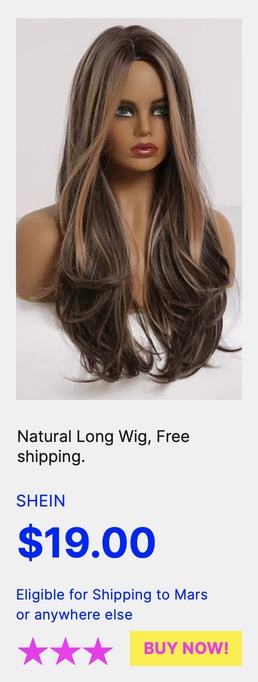 Natural Long Wig, Free
shipping.
SHEIN
$19.00
Eligible for Shipping to Mars
or anywhere else
BUY NOW!